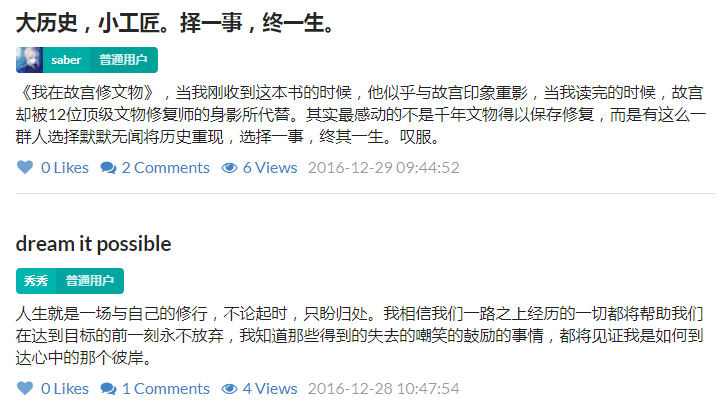 大历史，小工匠。择一事，终一生。
saber 普通用户
《我在故宫修文物》，当我刚收到这本书的时候，他似乎与故宫印象重影，当我读完的时候，故宫
却被12位顶级文物修复师的身影所代替。其实最感动的不是千年文物得以保存修复，而是有这么一
群人选择默默无闻将历史重现，选择一事，终其一生。叹服。
0 Likes 2 Comments 6 Views 2016-12-29 09:44:52
dream it possible
秀秀 普通用户
人生就是一场与自己的修行，不论起时，只盼归处。我相信我们一路之上经历的一切都将帮助我们
在达到目标的前一刻永不放弃，我知道那些得到的失去的嘲笑的鼓励的事情，都将见证我是如何到
达心中的那个彼岸。
0 Likes 1 Comments 4 Views 2016-12-28 10:47:54